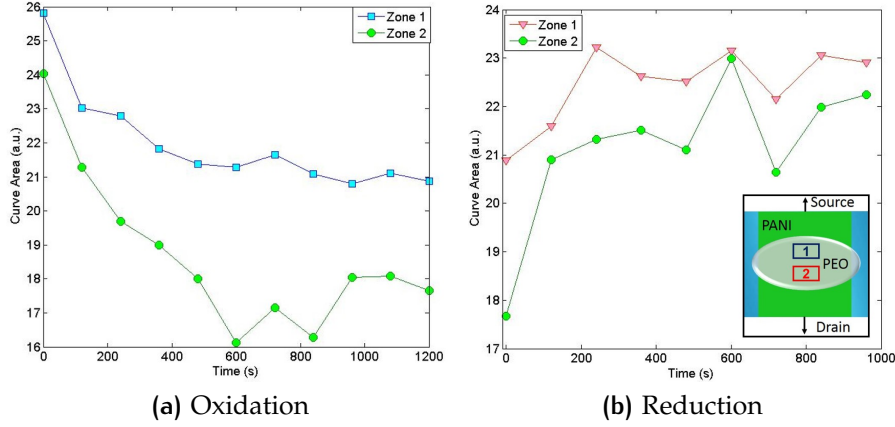 26
25
24
23
22
21
20
19
18
17
16
0
200
400
600
800
1000
1200
Curve Area (a.u.)
Time (s)
Zone 1
Zone 2
(a) Oxidation
24
23
22
21
20
19
18
17
0
200
400
600
800
1000
Curve Area (a.u.)
Time (s)
Zone 1
Zone 2
Source
PANI
1
PEO
2
Drain
(b) Reduction